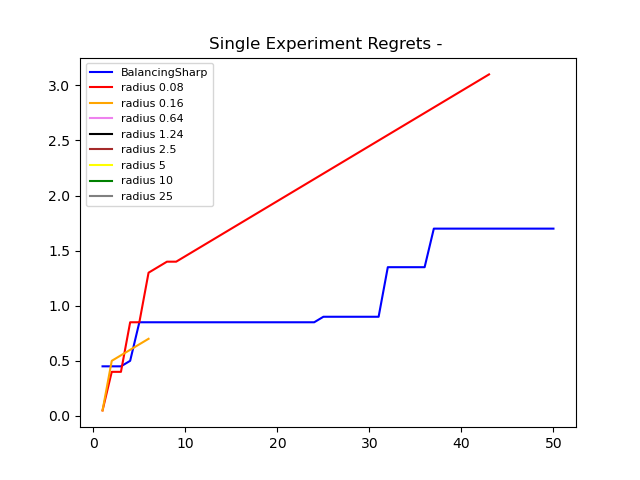 Single Experiment Regrets -
BalancingSharp
radius 0.08
radius 0.16
radius 0.64
radius 1.24
radius 2.5
radius 5
radius 10
radius 25
3.0
2.5
2.0
1.5
1.0
0.5
0.0
0 10 20 30 40 50